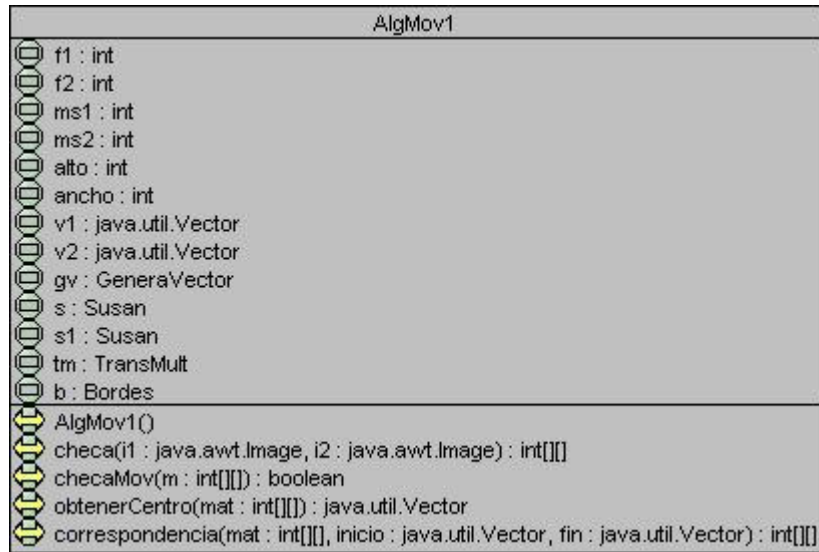 AlgMov1
f1 : int
f2 : int
ms1 : int
ms2 : int
alto : int
ancho : int
v1 : java.util.Vector
v2 : java.util.Vector
gv : GeneraVector
s : Susan
s1 : Susan
tm : TransMult
b : Bordes
AlgMov1()
checa(i1 : java.awt.Image, i2 : java.awt.Image) : int[][]
checaMov(m : int[][]) : boolean
obtenerCentro(mat : int[][]) : java.util.Vector
correspondencia(mat : int[][], inicio : java.util.Vector, fin : java.util.Vector) : int[][]